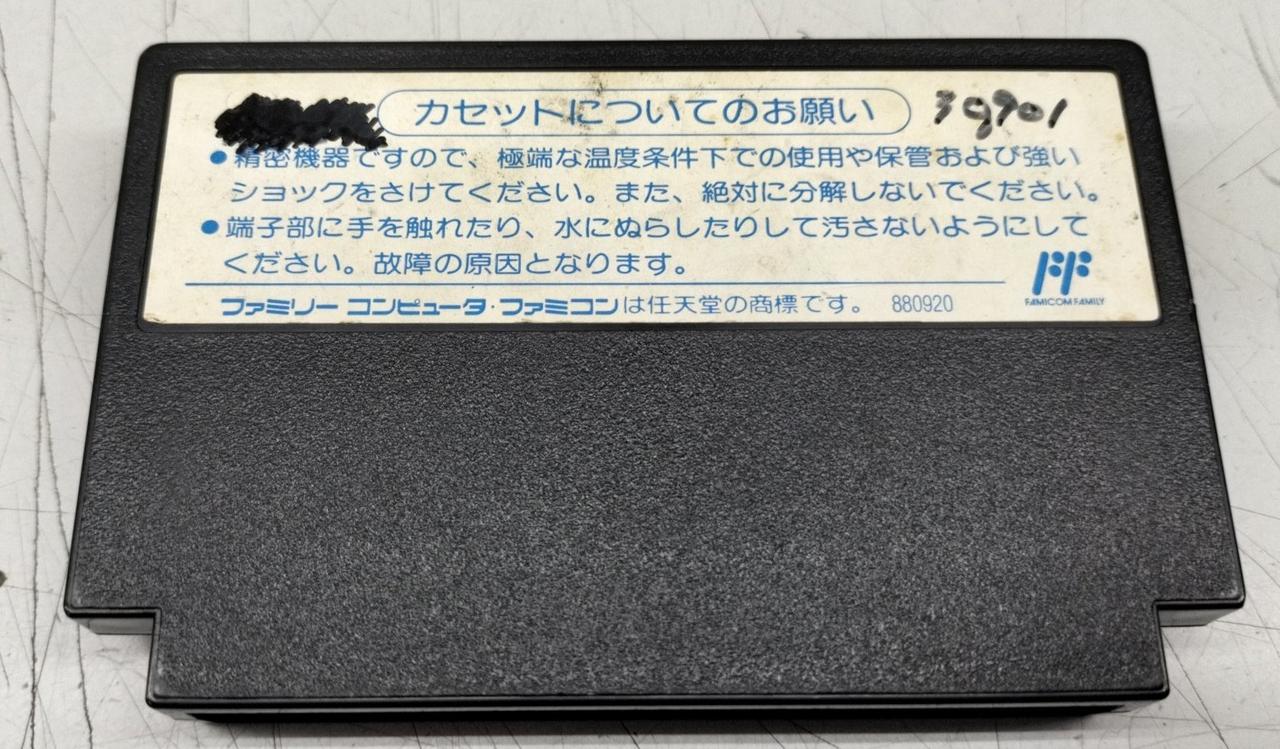 カセットについてのお願い
39901
●精密機器ですので、極端な温度条件下での使用や保管および強い
ショックをさけてください。また、絶対に分解しないでください。
●端子部に手を触れたり、水にぬらしたりして汚さないようにして
ください。故障の原因となります。
FF
FAMICOM FAMILY
ファミリー コンピュータ・ファミコンは任天堂の商標です。 880920